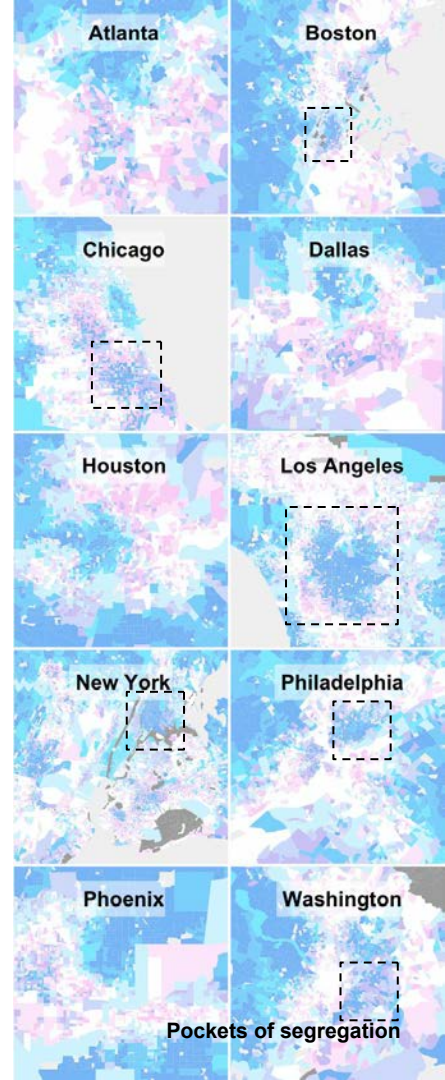 Atlanta
Boston
Chicago
Dallas
Houston
Los Angeles
New York
Philadelphia
Phoenix
Washington
Pockets of segregation